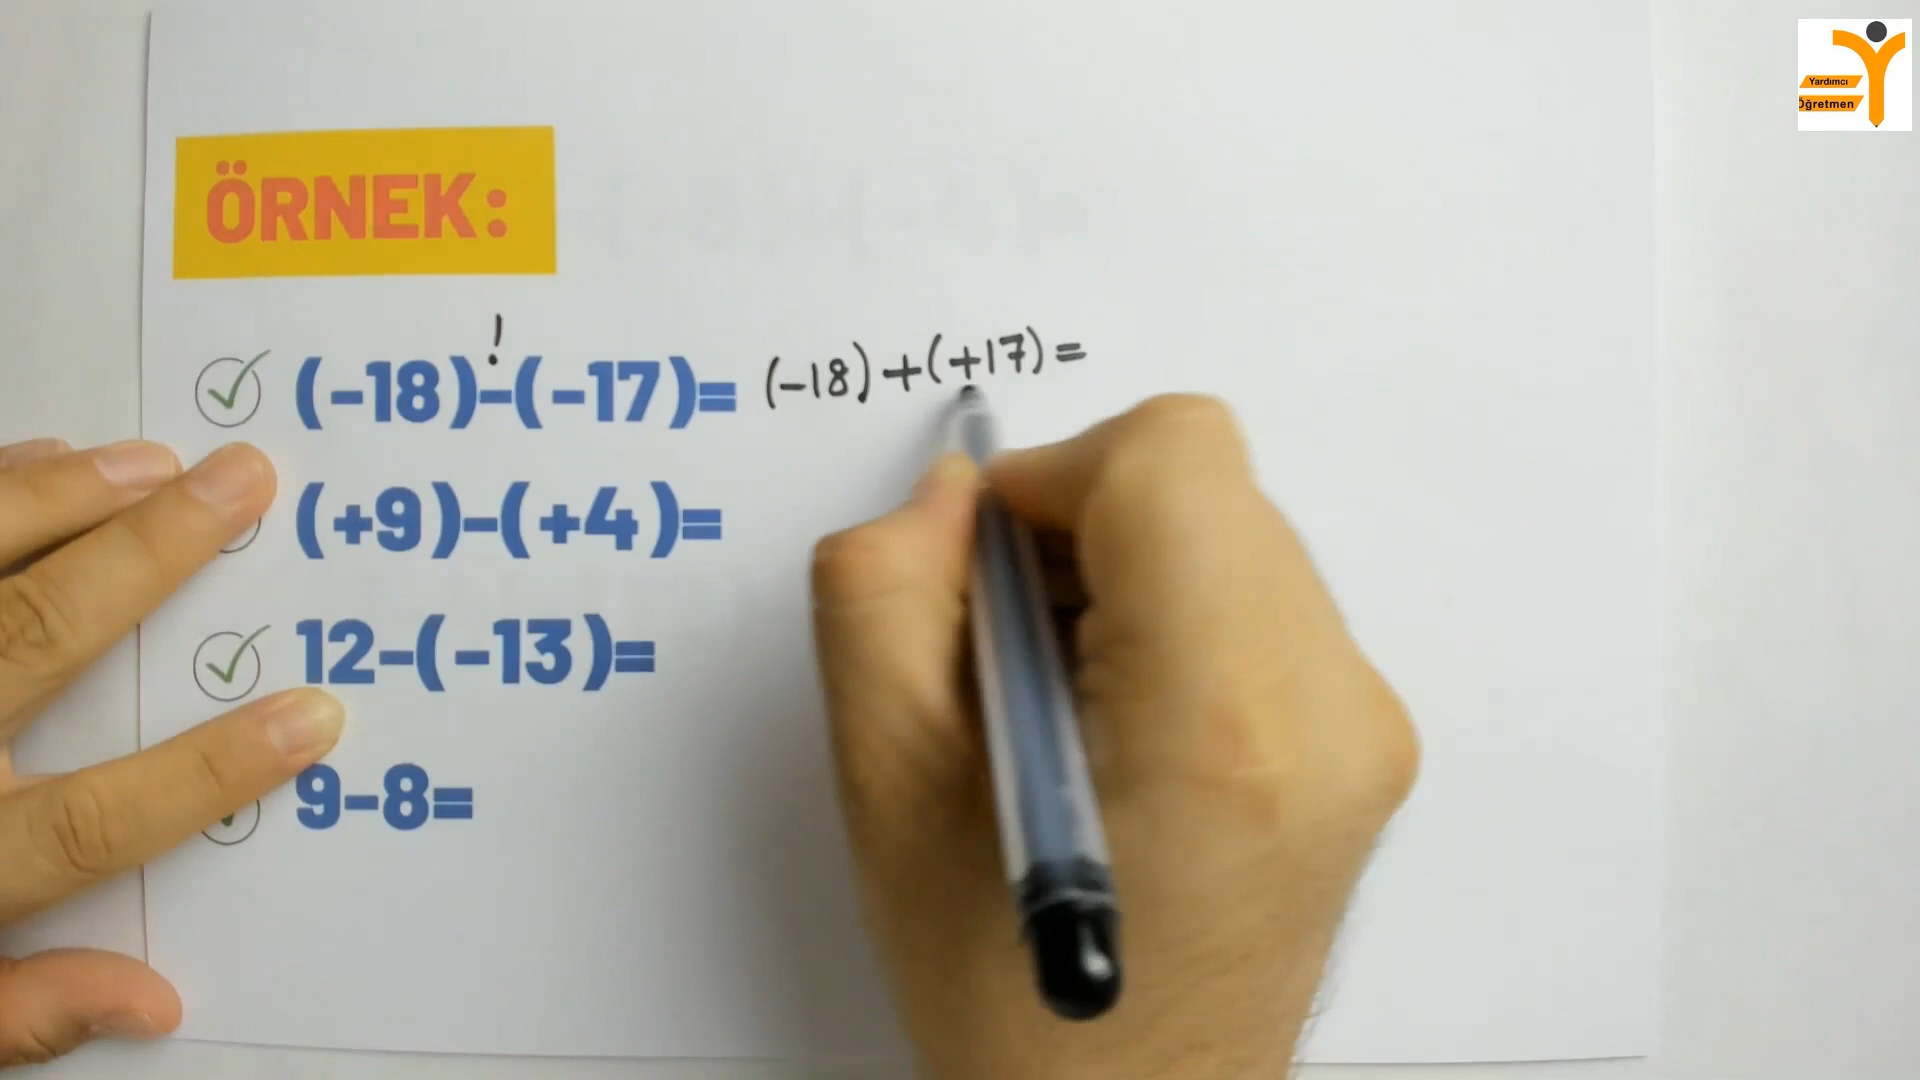 Yardımcı
Öğretmen
ÖRNEK:
!
(-18)-(-17)= (-18)+(+17)=
(+9)-(+4)=
12-(-13)=
9-8=